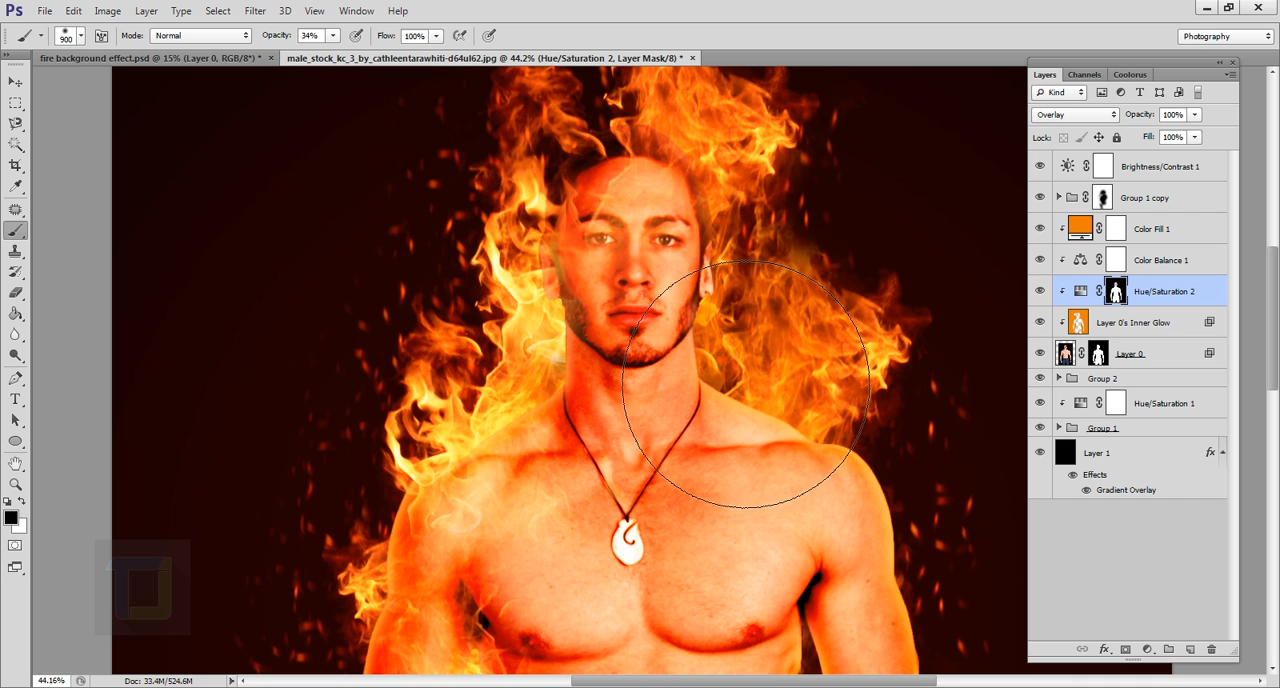 Ps File Edit Image Layer Type Select Filter 3D View Window Help
900 Mode: Normal Opacity: 34% Flow: 100% Photography
fire background effect.psd @ 15% (Layer 0, RGB/8*) * × male_stock_kc_3_by_cathleentarawhiti-d64ul62.jpg @ 44.2% (Hue/Saturation 2, Layer Mask/8) * ×
Layers Channels Coolorus
Kind
Overlay Opacity: 100%
Lock: Fill: 100%
Brightness/Contrast 1
Group 1 copy
Color Fill 1
Color Balance 1
Hue/Saturation 2
Layer 0's Inner Glow
Layer 0
Group 2
Hue/Saturation 1
Group 1
Layer 1 fx
Effects
Gradient Overlay
fx
44.16% Doc: 33.4M/524.6M